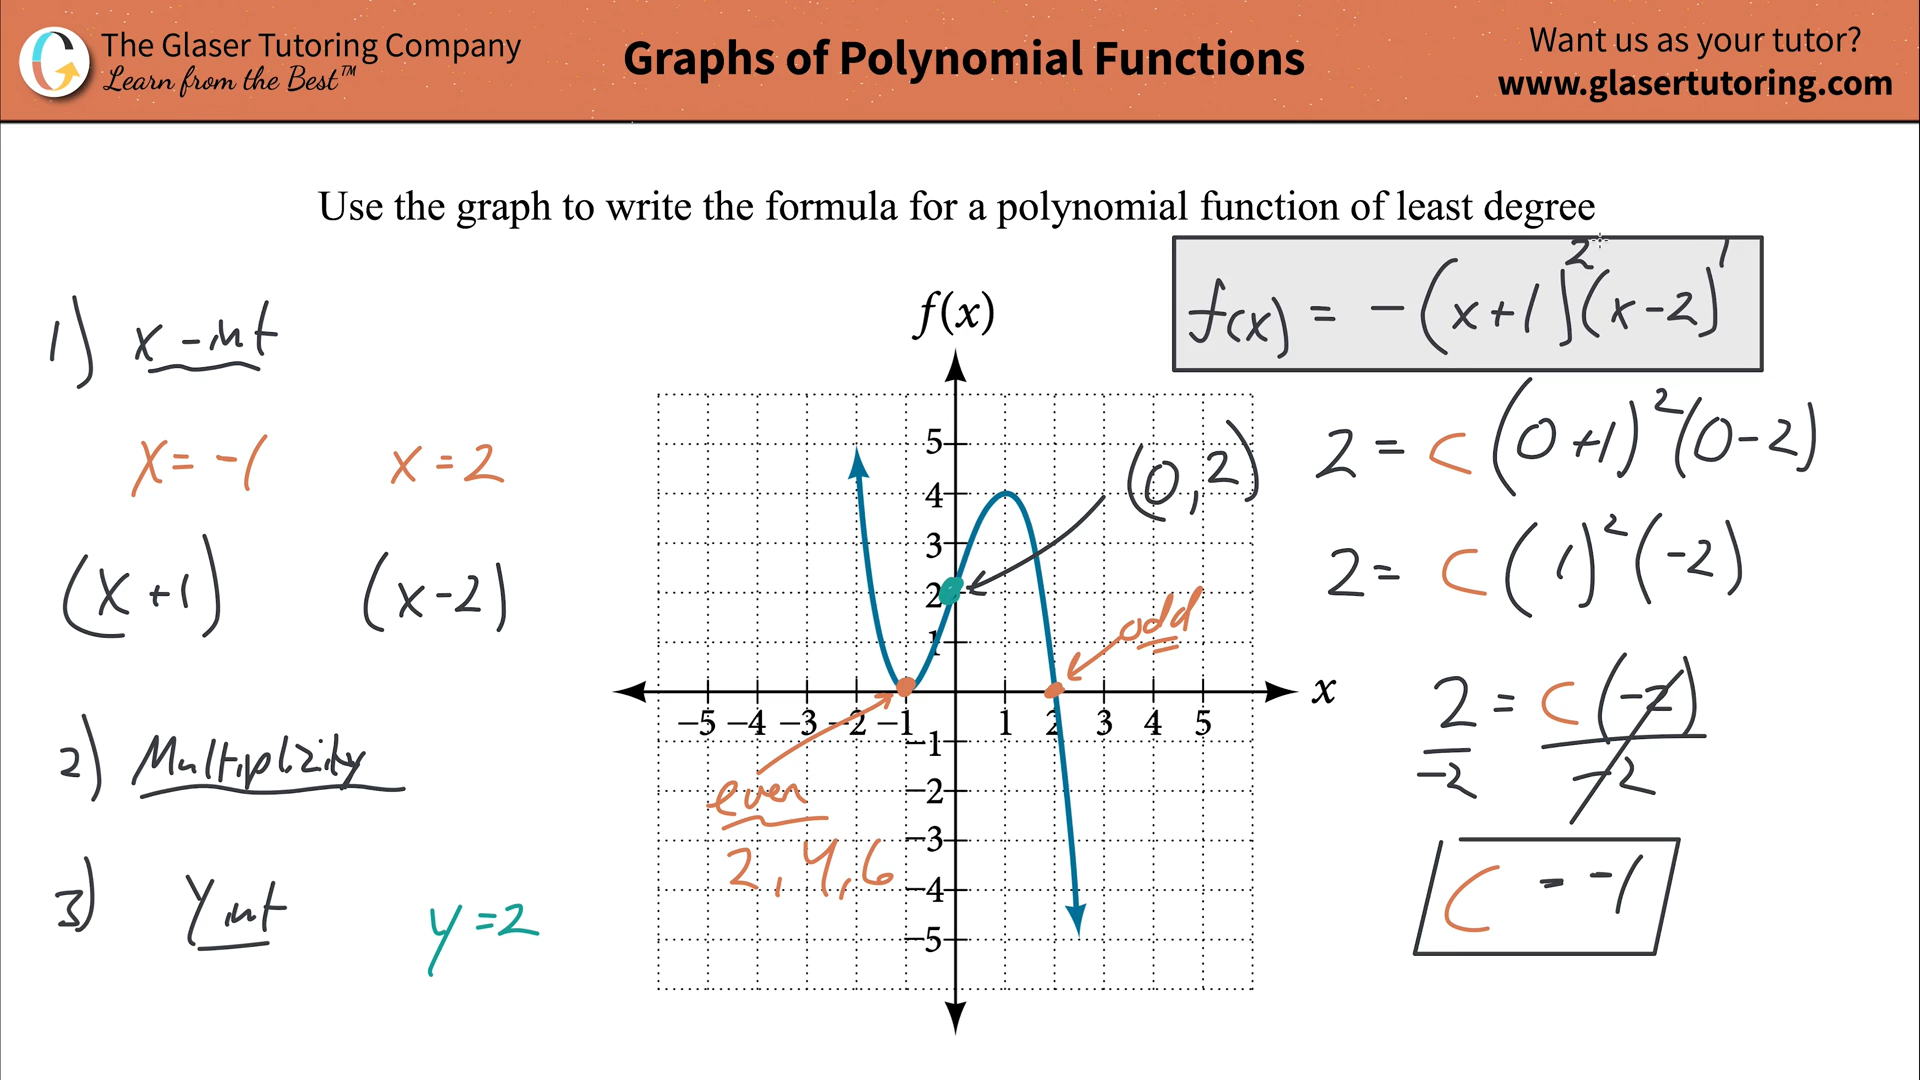 The Glaser Tutoring Company
Learn from the Best™
Graphs of Polynomial Functions
Want us as your tutor?
www.glasertutoring.com
Use the graph to write the formula for a polynomial function of least degree
f(x) = -(x+1)²(x-2)¹
1) x-int
x = -1 x = 2
(x+1) (x-2)
2) Multiplizity
3) Y int y = 2
f(x)
x
5
4
3
2
1
–5 –4 –3 –2 –1 1 2 3 4 5
–1
–2
–3
–4
–5
(0,2)
odd
even
2, 4, 6
2 = c(0+1)²(0-2)
2 = c(1)²(-2)
2 = c(-2)
-2 -2
c = -1